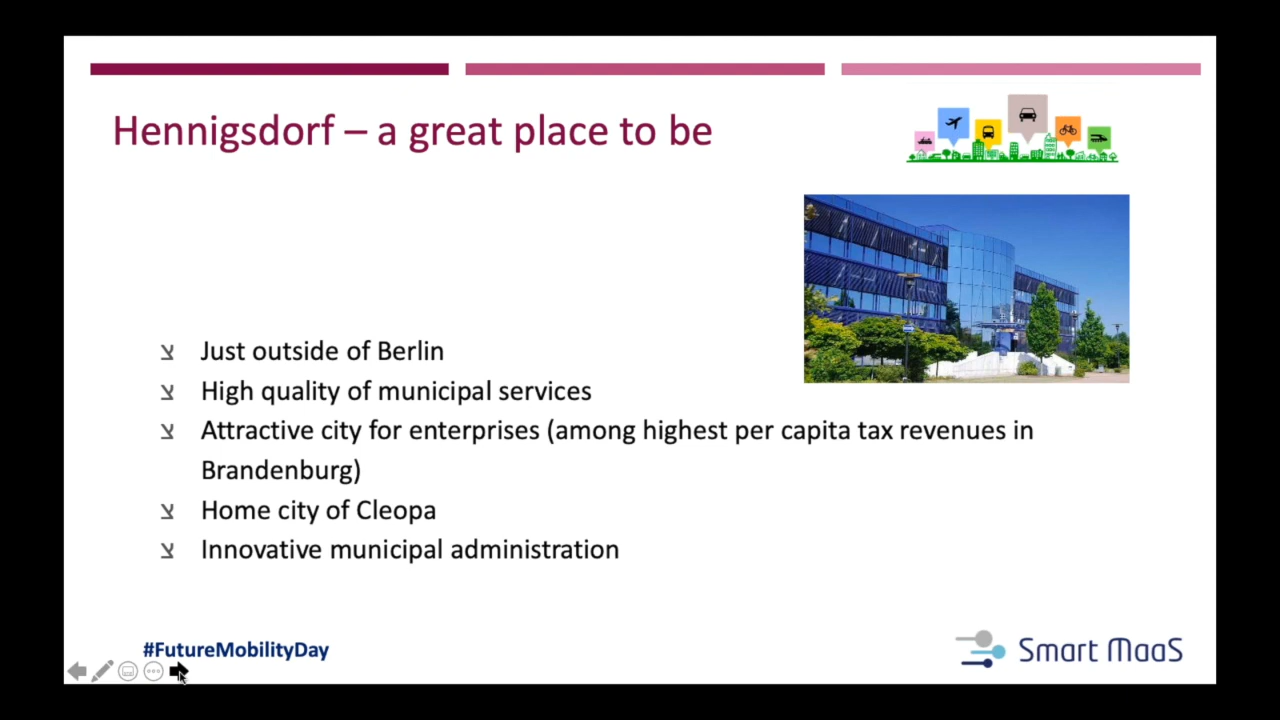 Hennigsdorf – a great place to be
צ Just outside of Berlin
צ High quality of municipal services
צ Attractive city for enterprises (among highest per capita tax revenues in
Brandenburg)
צ Home city of Cleopa
צ Innovative municipal administration
#FutureMobilityDay
Smart MaaS